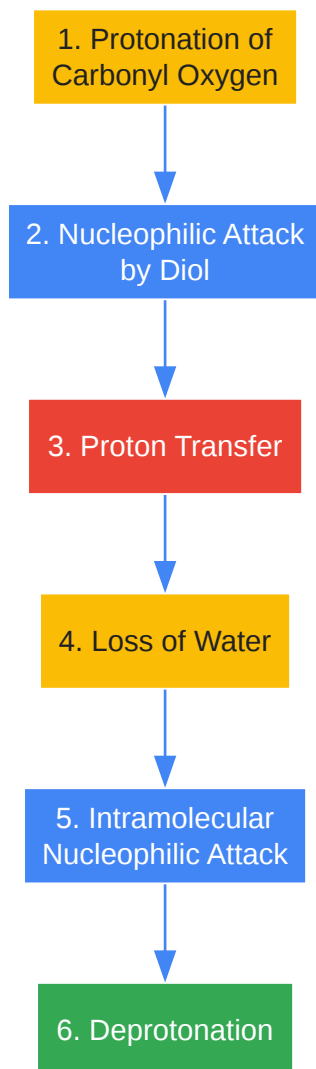 1. Protonation of
Carbonyl Oxygen
2. Nucleophilic Attack
by Diol
3. Proton Transfer
4. Loss of Water
5. Intramolecular
Nucleophilic Attack
6. Deprotonation